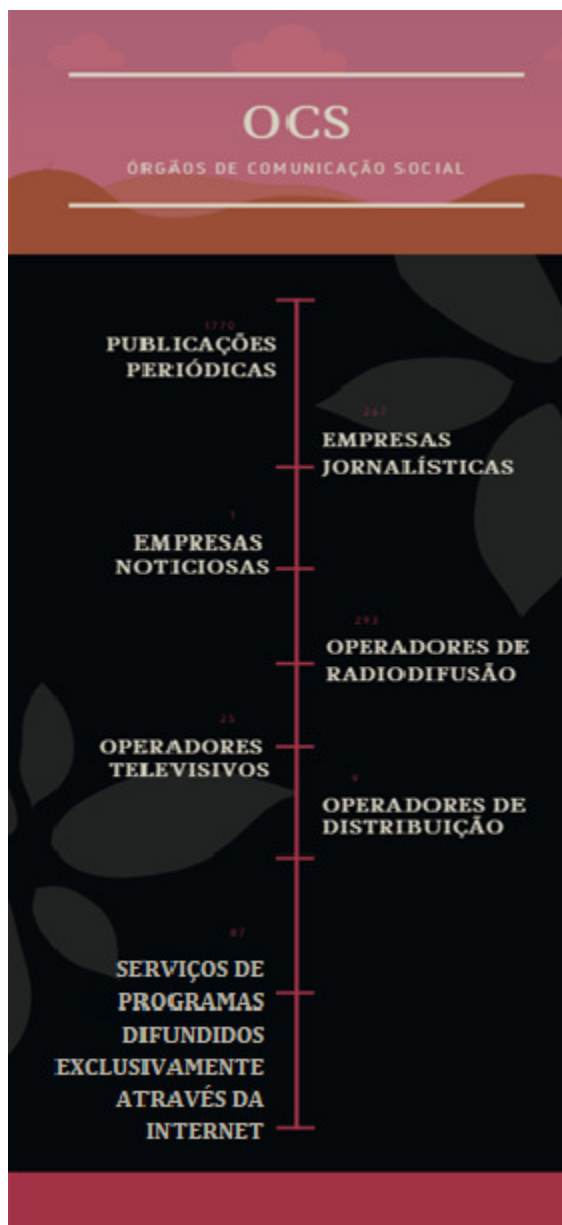 OCS
ÓRGÃOS DE COMUNICAÇÃO SOCIAL
1770
PUBLICAÇÕES
PERIÓDICAS
267
EMPRESAS
JORNALÍSTICAS
1
EMPRESAS
NOTICIOSAS
293
OPERADORES DE
RADIODIFUSÃO
25
OPERADORES
TELEVISIVOS
9
OPERADORES DE
DISTRIBUIÇÃO
87
SERVIÇOS DE
PROGRAMAS
DIFUNDIDOS
EXCLUSIVAMENTE
ATRAVÉS DA
INTERNET